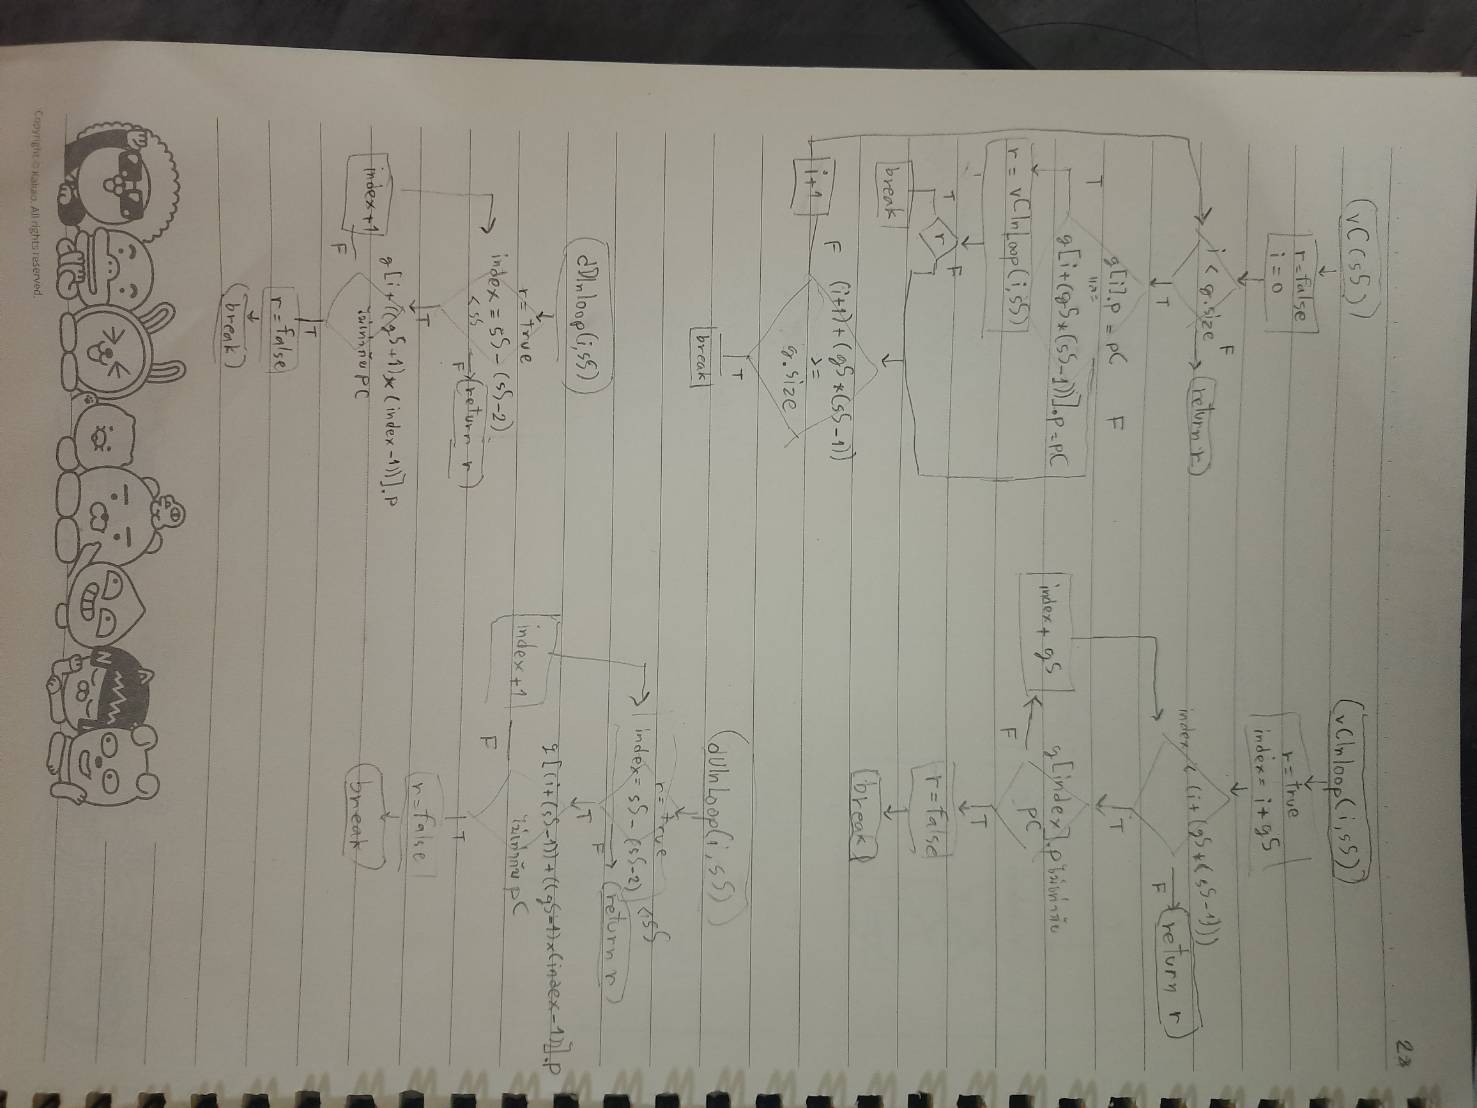 vC(sS)
r=false
i=0
i < g.size
F
return r
T
g[i].p = pC
F
และ
T
g[i+(gS*(sS-1))].p=pC
r = vCInLoop(i,sS)
T
F
r
break
(i+1)+(gS*(sS-1))
>=
g.size
F
i+1
T
break
vCInloop(i,sS)
r=true
index= i+gS
index < (i+(gS*(sS-1)))
F
return r
T
index+gS
g[index].p ไม่เท่ากับ
pC
F
T
r=false
break
dDInloop(i,sS)
r=true
index = sS-(sS-2)
<sS
F
return r
T
g[i+((gS+1)*(index-1))].p
ไม่เท่ากับ pC
index+1
F
T
r=false
break
dUInLoop(i,sS)
r=true
index=sS-(sS-2) <sS
F
return r
T
g[(i+(sS-1))+((gS-1)*(index-1))].p
ไม่เท่ากับ pC
index+1
F
T
r=false
break
Copyright © Kakao. All rights reserved.